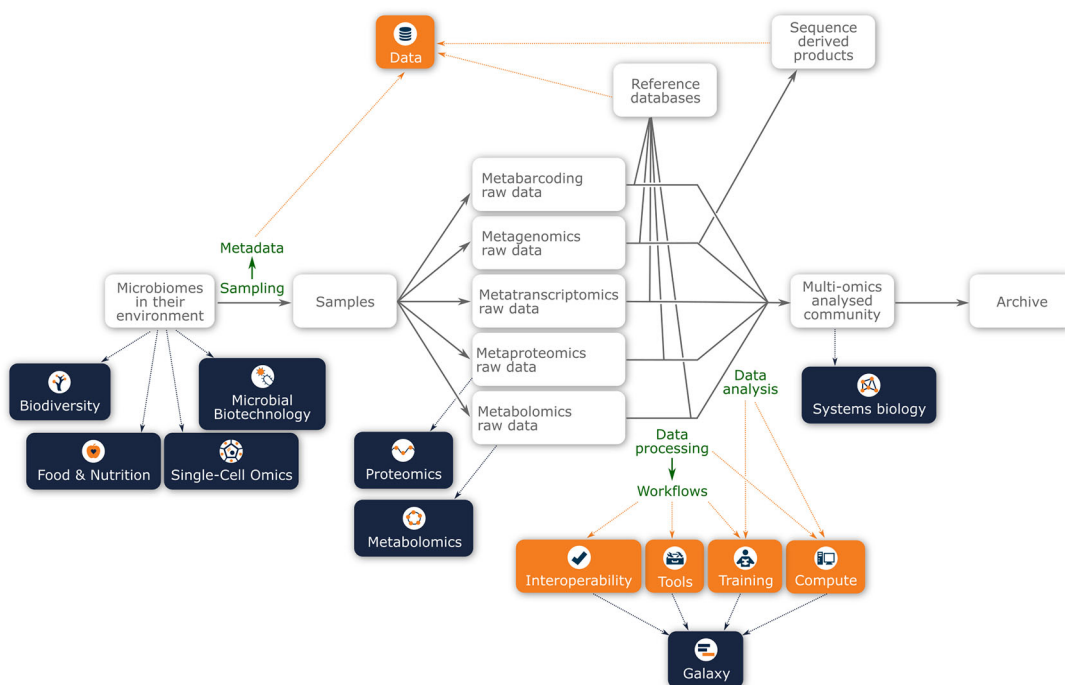 Data
Sequence
derived
products
Reference
databases
Metabarcoding
raw data
Metagenomics
raw data
Metadata
Sampling
Microbiomes
in their
environment
Samples
Metatranscriptomics
raw data
Multi-omics
analysed
community
Archive
Metaproteomics
raw data
Biodiversity
Microbial
Biotechnology
Data
analysis
Systems biology
Metabolomics
raw data
Food & Nutrition
Single-Cell Omics
Proteomics
Data
processing
Workflows
Metabolomics
Interoperability
Tools
Training
Compute
Galaxy